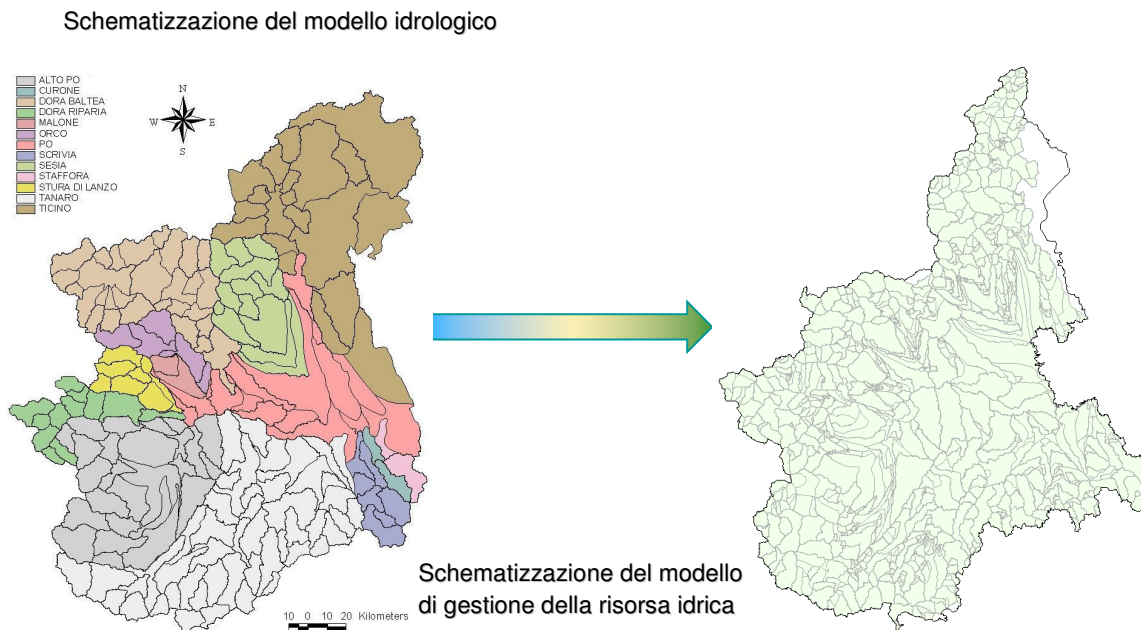 Schematizzazione del modello idrologico
ALTO PO
CURONE
DORA BALTEA
DORA RIPARIA
MALONE
ORCO
PO
SCRIVIA
SESIA
STAFFORA
STURA DI LANZO
TANARO
TICINO
N
W E
S
Schematizzazione del modello
di gestione della risorsa idrica
10 0 10 20 Kilometers